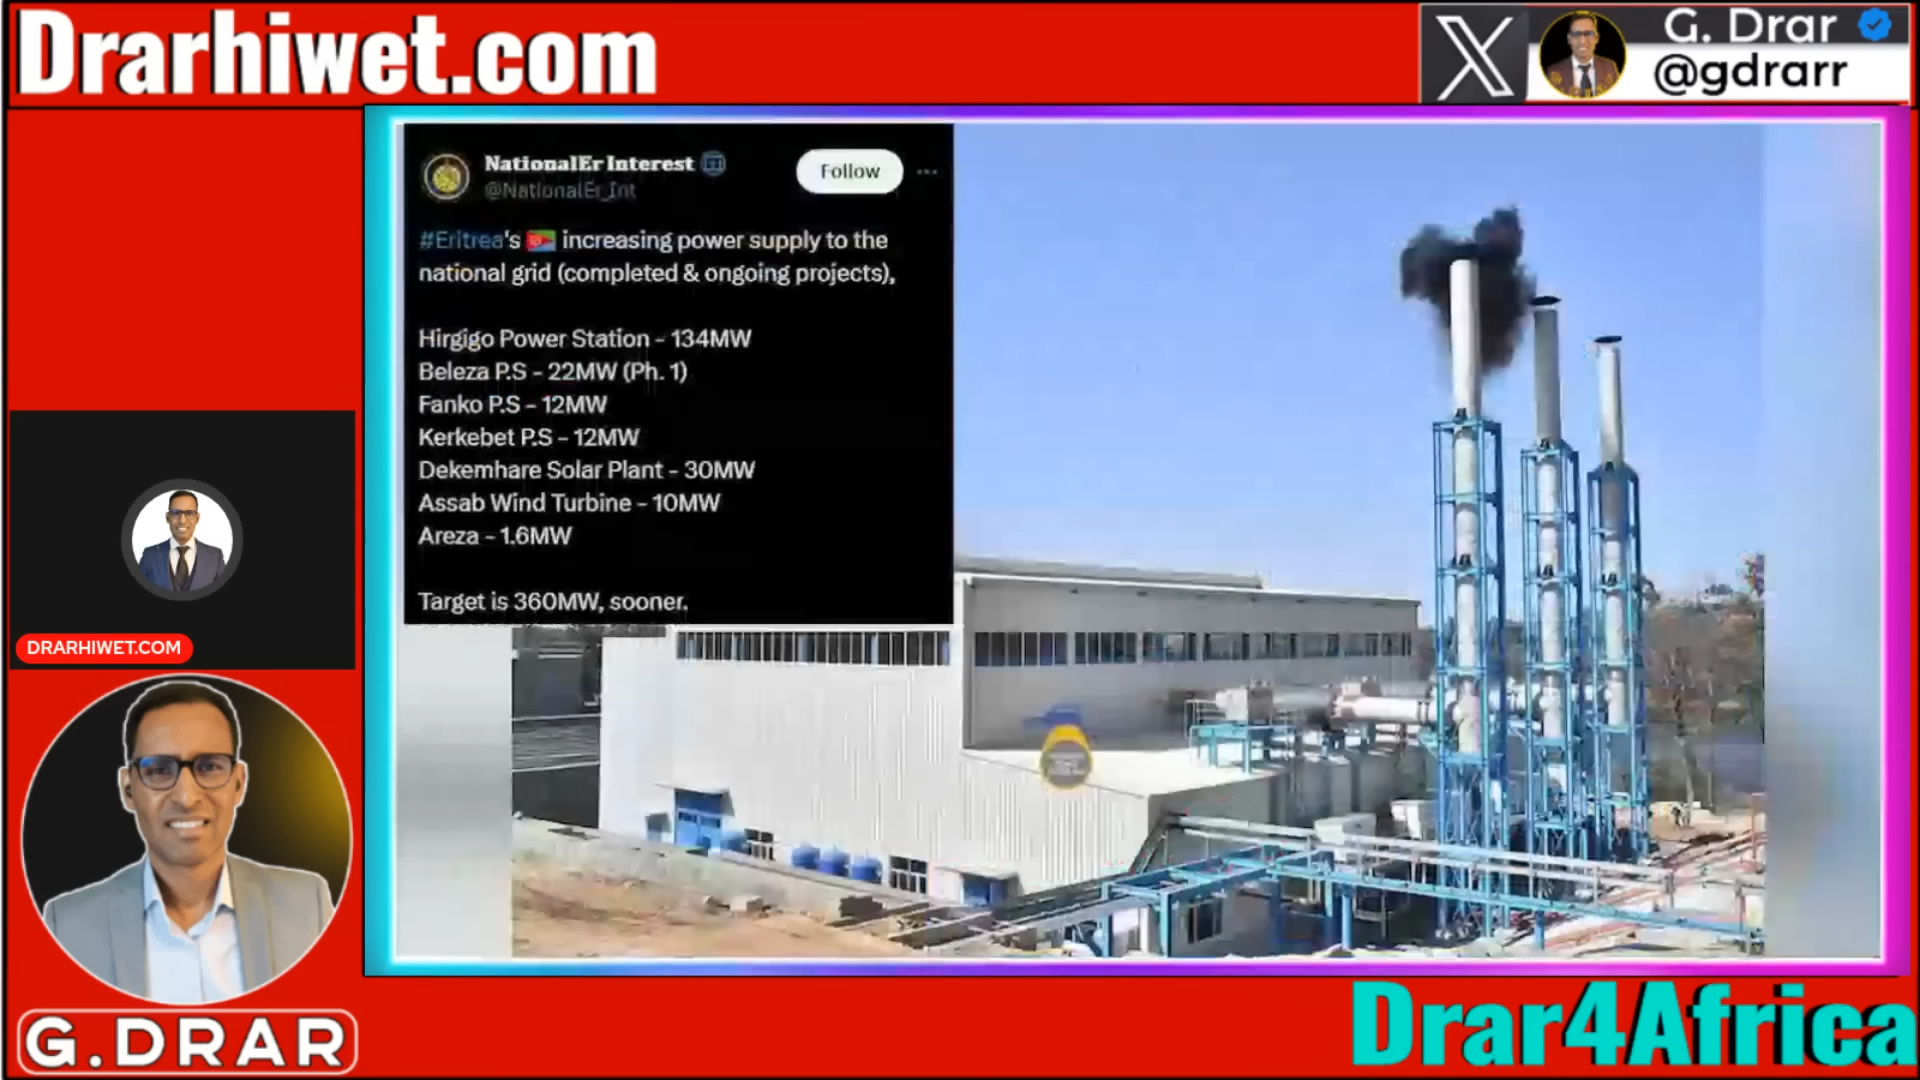 Drarhiwet.com
G. Drar
@gdrarr
NationalEr Interest
@NationalEr_Int
Follow
#Eritrea's increasing power supply to the
national grid (completed & ongoing projects),
Hirgigo Power Station - 134MW
Beleza P.S - 22MW (Ph. 1)
Fanko P.S - 12MW
Kerkebet P.S - 12MW
Dekemhare Solar Plant - 30MW
Assab Wind Turbine - 10MW
Areza - 1.6MW
Target is 360MW, sooner.
DRARHIWET.COM
G.DRAR
Drar4Africa